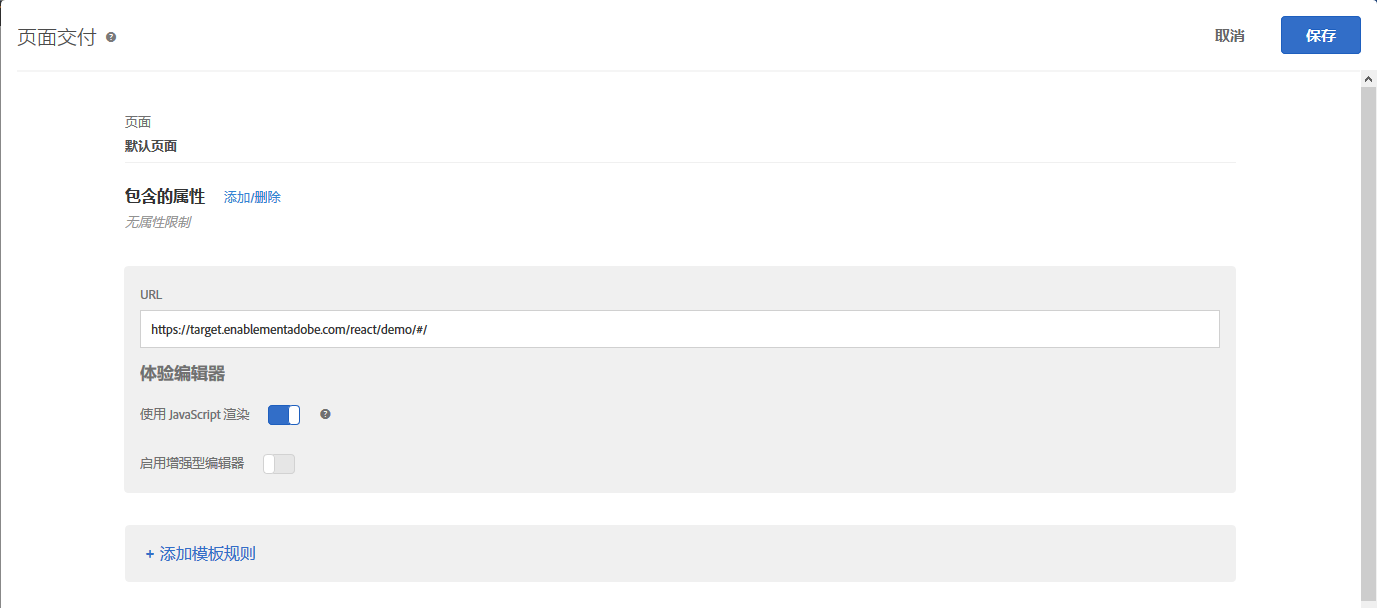 页面交付
取消
保存
页面
默认页面
包含的属性 添加/删除
无属性限制
URL
https://target.enablementadobe.com/react/demo/#/
体验编辑器
使用 JavaScript 渲染
启用增强型编辑器
+ 添加模板规则